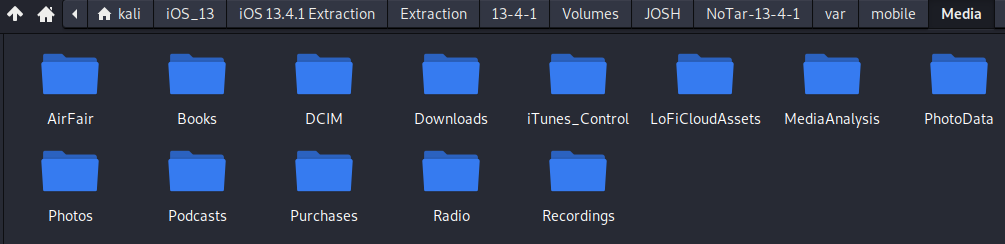 kali iOS_13 iOS 13.4.1 Extraction Extraction 13-4-1 Volumes JOSH NoTar-13-4-1 var mobile Media
AirFair Books DCIM Downloads iTunes_Control LoFiCloudAssets MediaAnalysis PhotoData
Photos Podcasts Purchases Radio Recordings